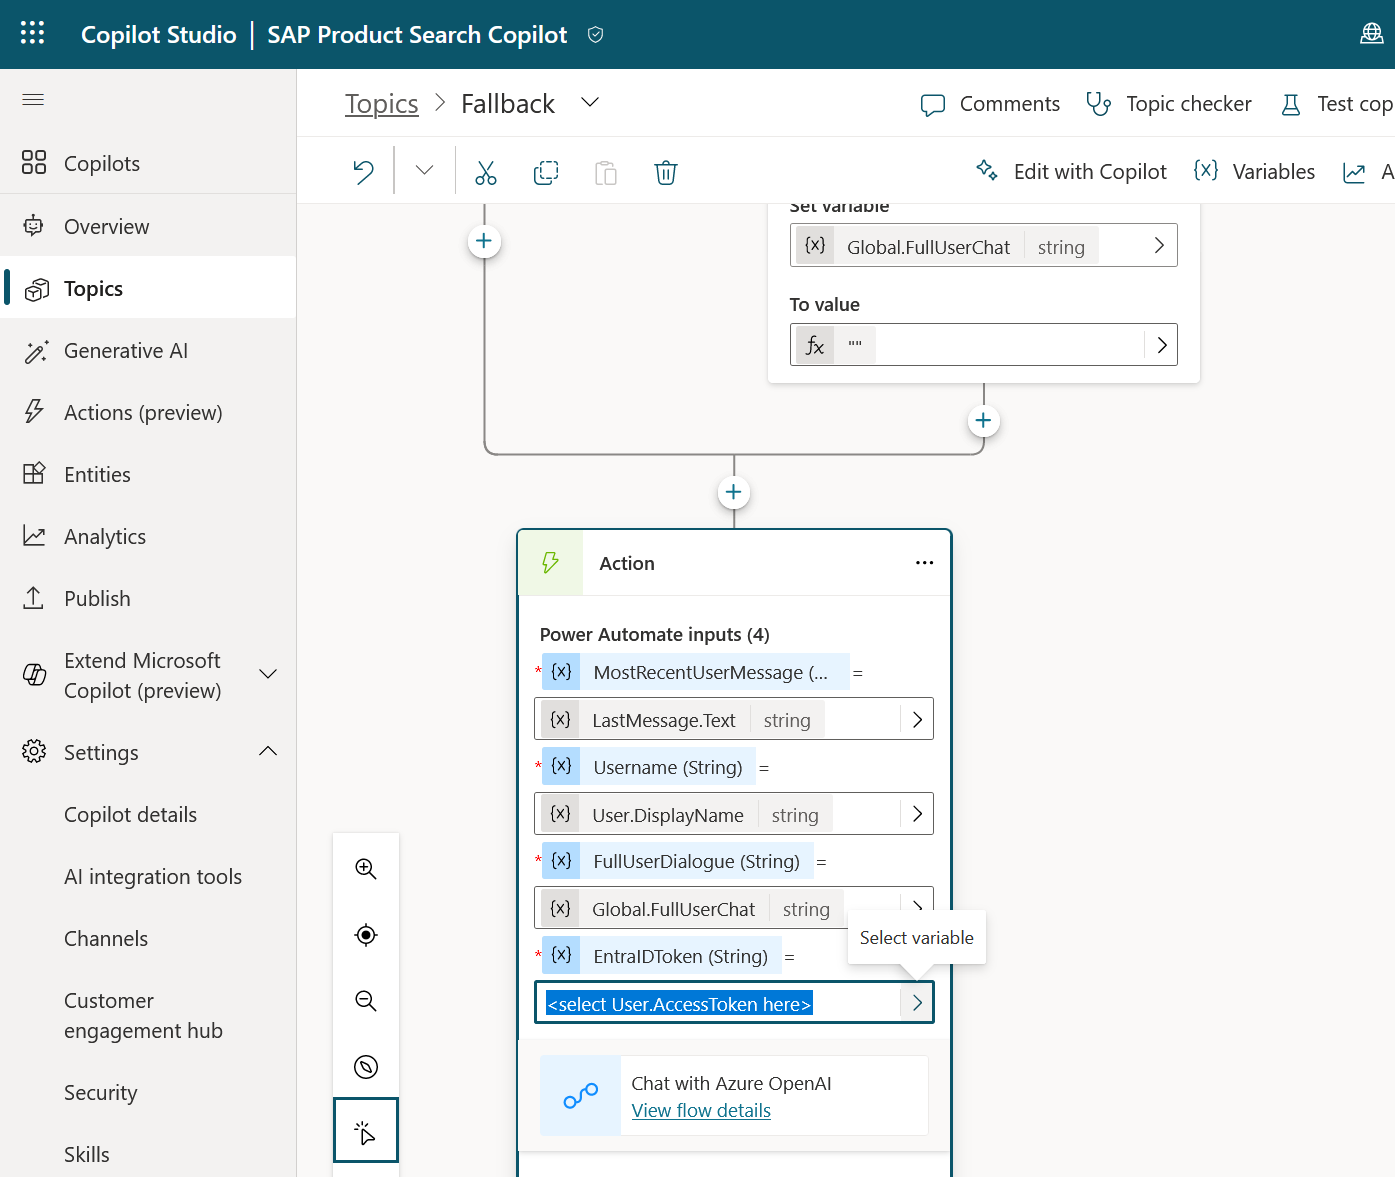 Copilot Studio | SAP Product Search Copilot
Topics > Fallback
Comments
Topic checker
Test cop
Edit with Copilot
{x} Variables
A
Copilots
Overview
Topics
Generative AI
Actions (preview)
Entities
Analytics
Publish
Extend Microsoft
Copilot (preview)
Settings
Copilot details
AI integration tools
Channels
Customer
engagement hub
Security
Skills
Set variable
{x} Global.FullUserChat string
To value
fx ""
Action
...
Power Automate inputs (4)
* {x} MostRecentUserMessage (... =
{x} LastMessage.Text string
* {x} Username (String) =
{x} User.DisplayName string
* {x} FullUserDialogue (String) =
{x} Global.FullUserChat string
Select variable
* {x} EntraIDToken (String) =
<select User.AccessToken here>
Chat with Azure OpenAI
View flow details